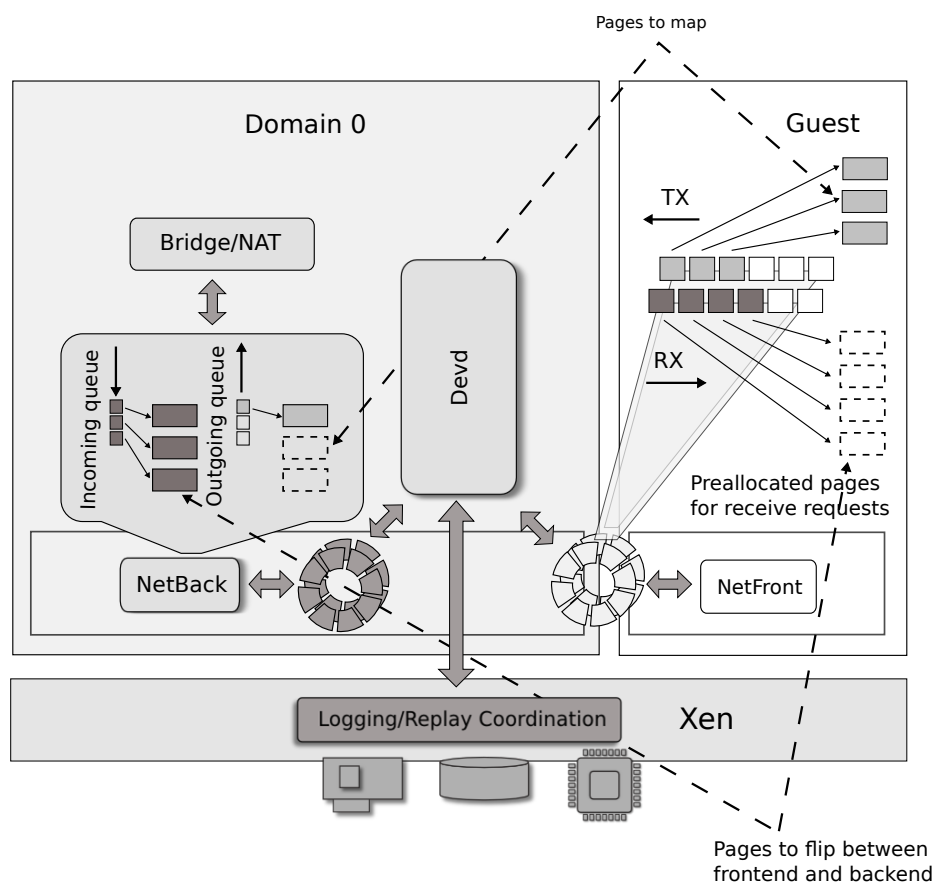 Pages to map
Domain 0
Guest
TX
Bridge/NAT
Devd
RX
Incoming queue
Outgoing queue
Preallocated pages
for receive requests
NetBack
NetFront
Logging/Replay Coordination
Xen
Pages to flip between
frontend and backend